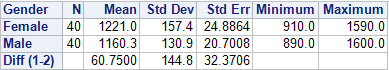 Gender N Mean Std Dev Std Err Minimum Maximum
Female 40 1221.0 157.4 24.8864 910.0 1590.0
Male 40 1160.3 130.9 20.7008 890.0 1600.0
Diff (1-2) 60.7500 144.8 32.3706